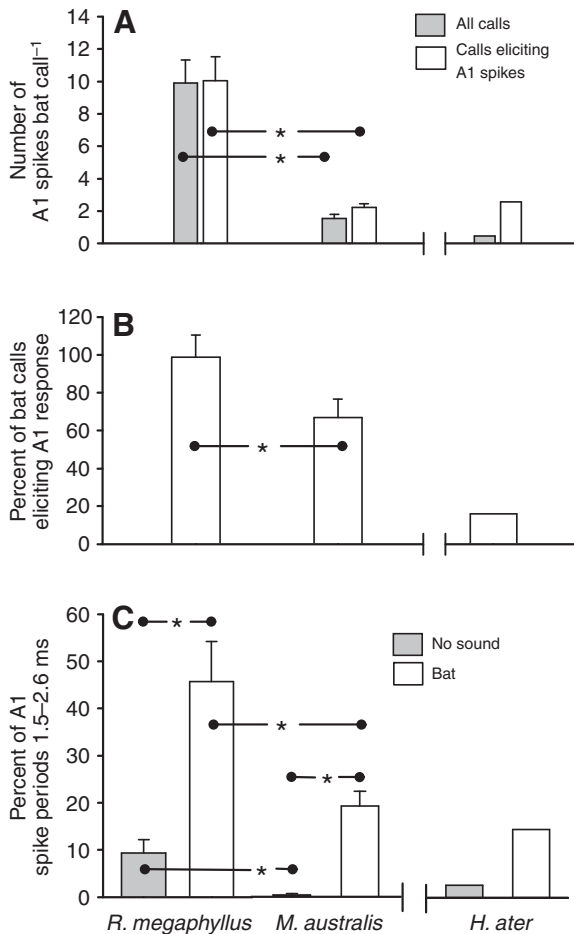 A
14
12
10
8
6
4
2
0
Number of
A1 spikes bat call⁻¹
All calls
Calls eliciting
A1 spikes
*
*
B
120
100
80
60
40
20
0
Percent of bat calls
eliciting A1 response
*
C
60
50
40
30
20
10
0
Percent of A1
spike periods 1.5–2.6 ms
No sound
Bat
*
*
*
*
R. megaphyllus M. australis H. ater